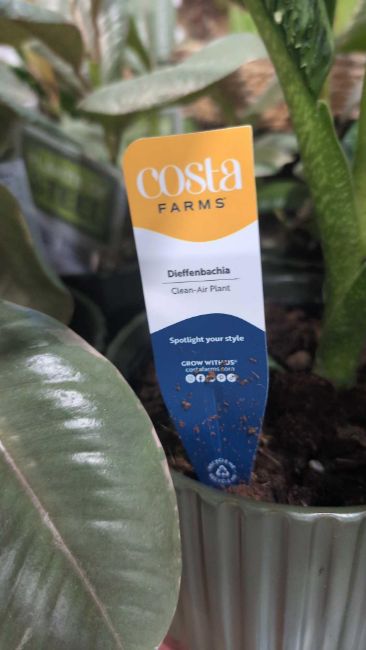 costa
FARMS
Dieffenbachia
Clean-Air Plant
Spotlight your style
GROW WITH US®
costafarms.com